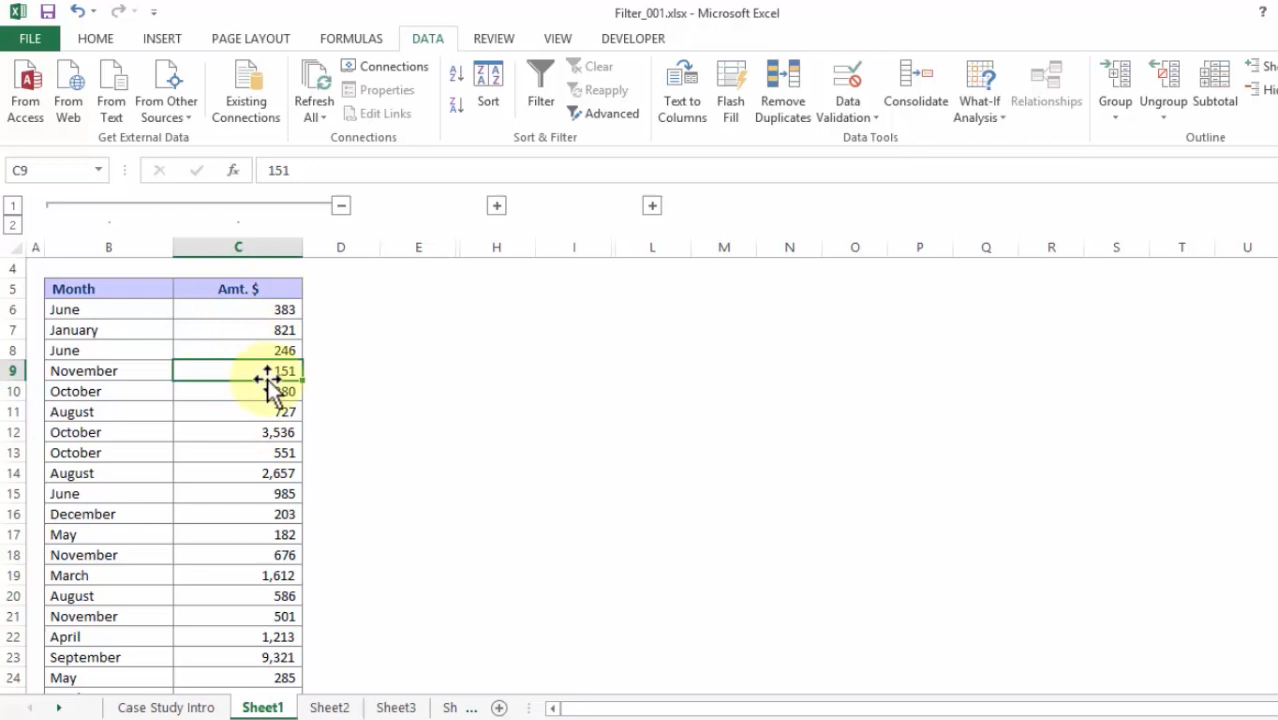 Filter_001.xlsx - Microsoft Excel ?
FILE HOME INSERT PAGE LAYOUT FORMULAS DATA REVIEW VIEW DEVELOPER
From Access From Web From Text From Other Sources Existing Connections Refresh All Connections Properties Edit Links Sort Filter Clear Reapply Advanced Text to Columns Flash Fill Remove Duplicates Data Validation Consolidate What-If Analysis Relationships Group Ungroup Subtotal
Get External Data Connections Sort & Filter Data Tools Outline
C9 fx 151
1
2
A B C D E H I L M N O P Q R S T U
4
5 Month Amt. $
6 June 383
7 January 821
8 June 246
9 November 151
10 October
11 August
12 October 3,536
13 October 551
14 August 2,657
15 June 985
16 December 203
17 May 182
18 November 676
19 March 1,612
20 August 586
21 November 501
22 April 1,213
23 September 9,321
24 May 285
Case Study Intro Sheet1 Sheet2 Sheet3 Sh ...